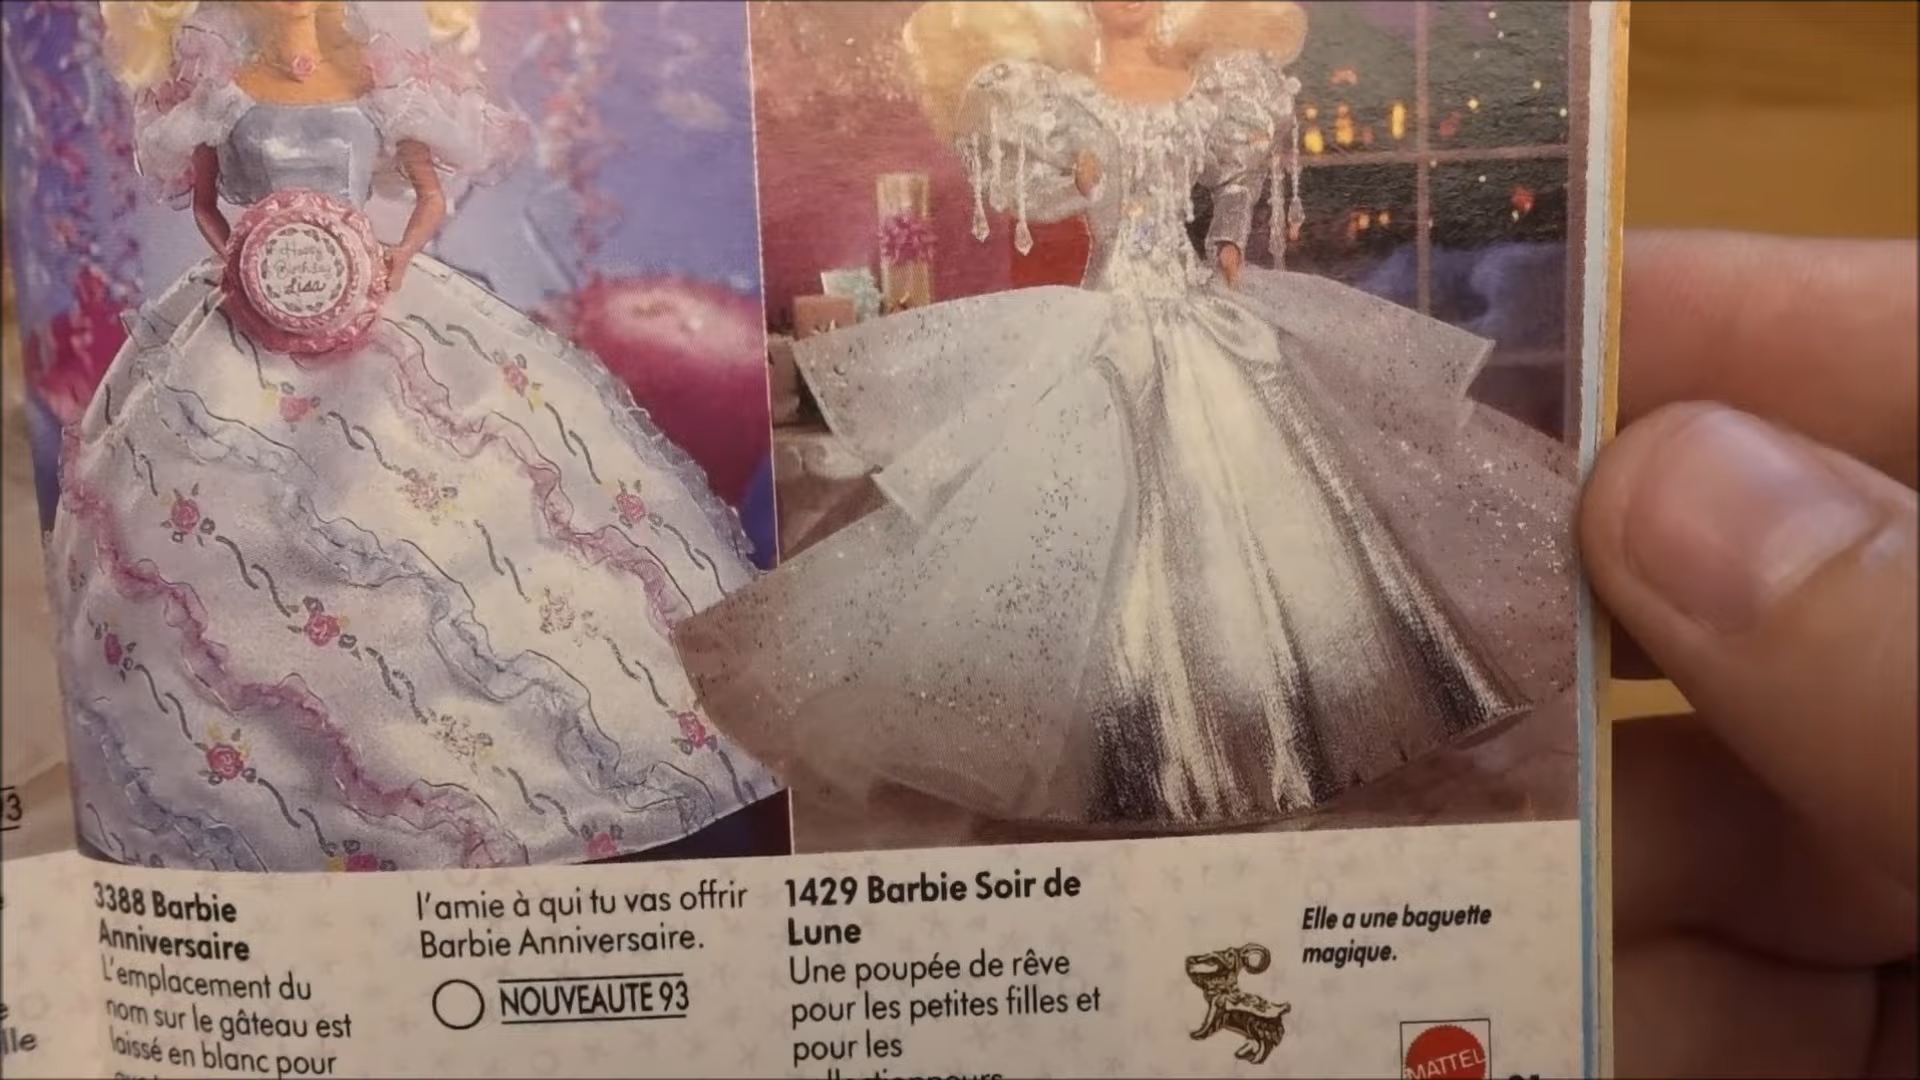 Happy
Birthday
Lisa
3388 Barbie
Anniversaire
L'emplacement du
nom sur le gâteau est
laissé en blanc pour
l'amie à qui tu vas offrir
Barbie Anniversaire.
NOUVEAUTE 93
1429 Barbie Soir de
Lune
Une poupée de rêve
pour les petites filles et
pour les
Elle a une baguette
magique.
MATTEL